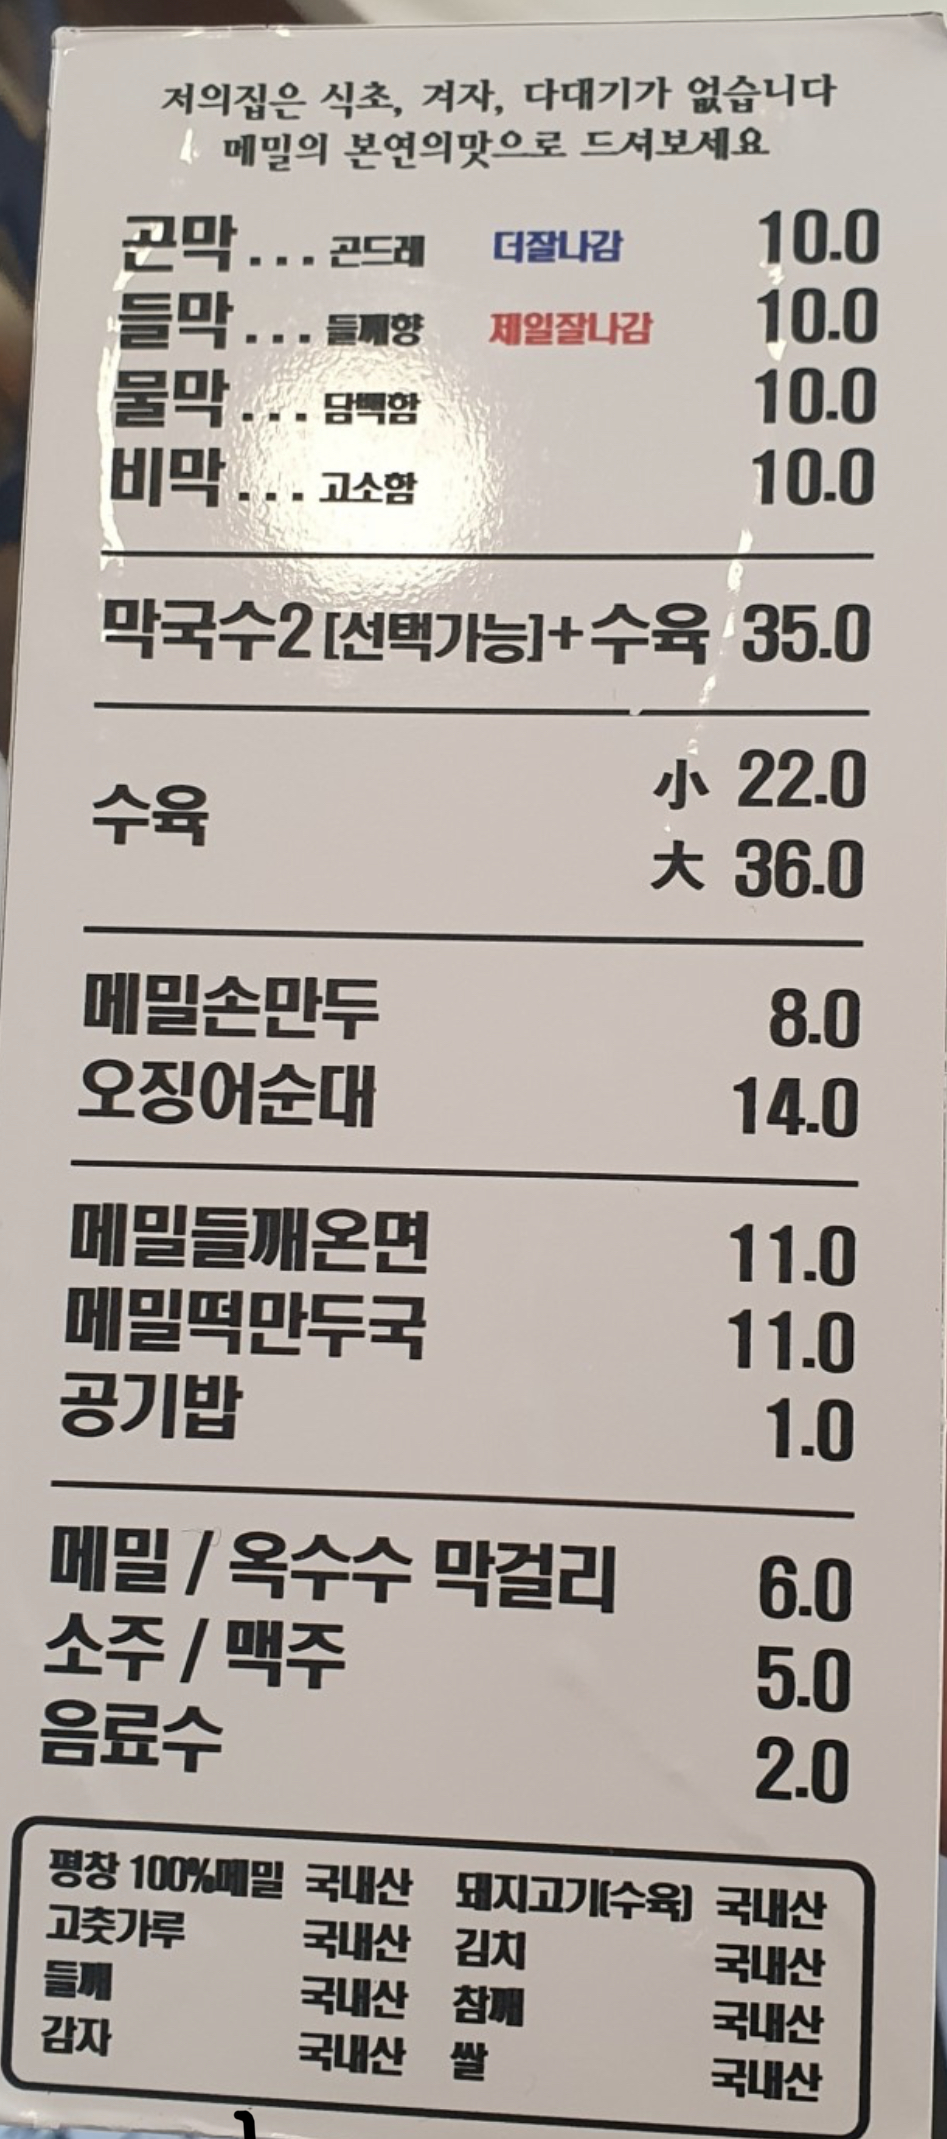 저의집은 식초, 겨자, 다대기가 없습니다
메밀의 본연의맛으로 드셔보세요
곤막... 곤드레 더잘나감 10.0
들막... 들깨향 제일잘나감 10.0
물막... 담백함 10.0
비막... 고소함 10.0
막국수2 [선택가능]+수육 35.0
수육 小 22.0
大 36.0
메밀손만두 8.0
오징어순대 14.0
메밀들깨온면 11.0
메밀떡만두국 11.0
공기밥 1.0
메밀 / 옥수수 막걸리 6.0
소주 / 맥주 5.0
음료수 2.0
평창 100%메밀 국내산 돼지고기(수육) 국내산
고춧가루 국내산 김치 국내산
들깨 국내산 참깨 국내산
감자 국내산 쌀 국내산